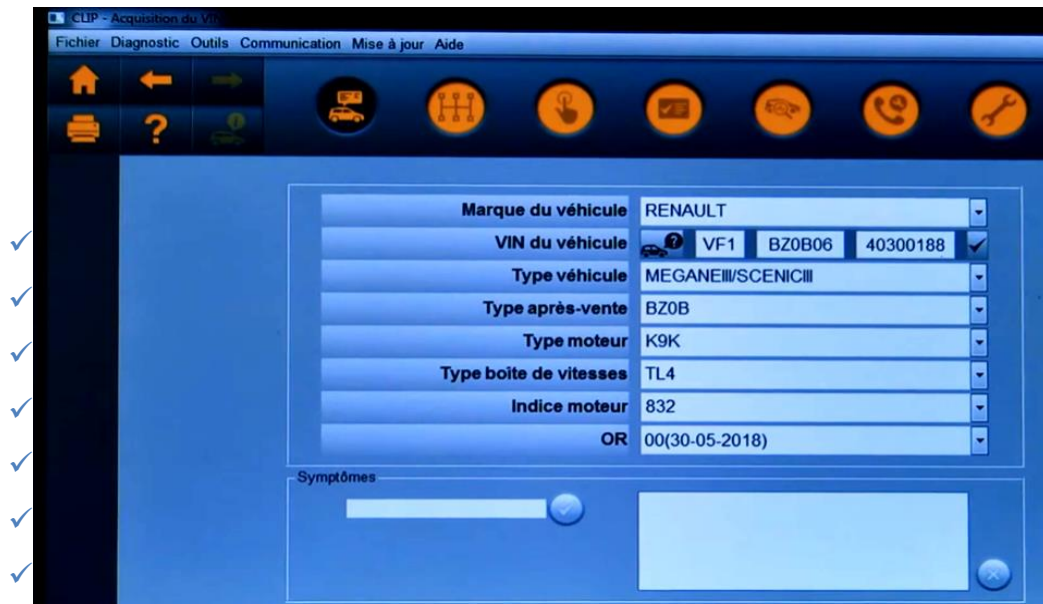 CLIP - Acquisition du VIN
Fichier Diagnostic Outils Communication Mise à jour Aide
Marque du véhicule RENAULT
VIN du véhicule VF1 BZ0B06 40300188
Type véhicule MEGANEIII/SCENICIII
Type après-vente BZ0B
Type moteur K9K
Type boîte de vitesses TL4
Indice moteur 832
OR 00(30-05-2018)
Symptômes